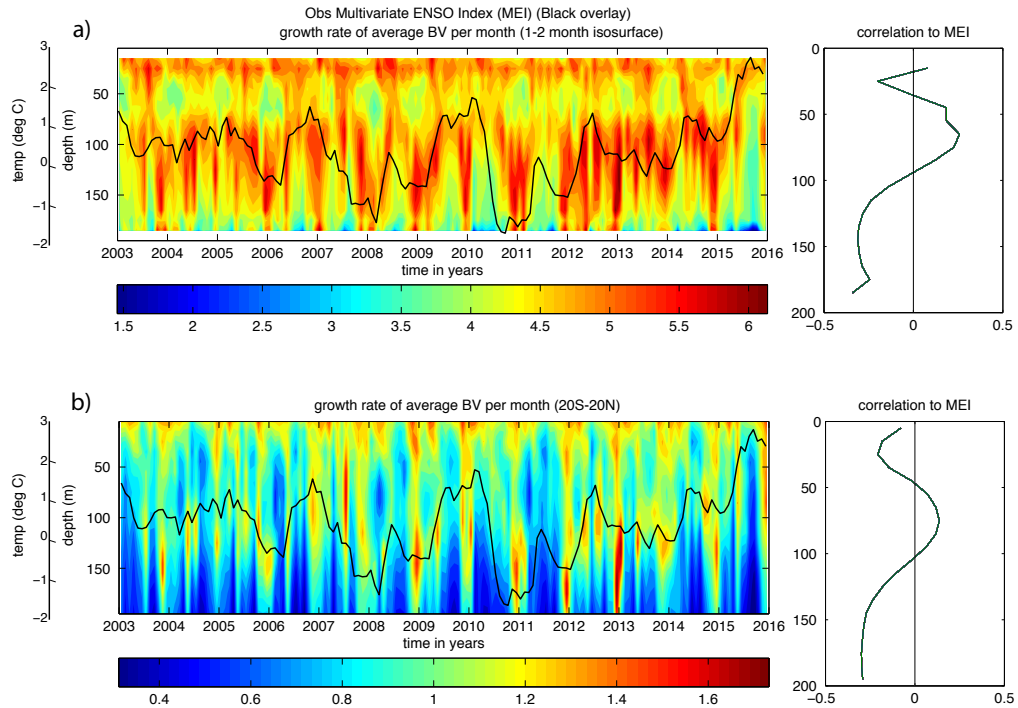 Obs Multivariate ENSO Index (MEI) (Black overlay)
a)
growth rate of average BV per month (1-2 month isosurface)
correlation to MEI
3
2
1
0
−1
−2
temp (deg C)
depth (m)
50
100
150
2003 2004 2005 2006 2007 2008 2009 2010 2011 2012 2013 2014 2015 2016
time in years
1.5 2 2.5 3 3.5 4 4.5 5 5.5 6
0
50
100
150
200
−0.5 0 0.5
b)
growth rate of average BV per month (20S-20N)
correlation to MEI
3
2
1
0
−1
−2
temp (deg C)
depth (m)
50
100
150
2003 2004 2005 2006 2007 2008 2009 2010 2011 2012 2013 2014 2015 2016
time in years
0.4 0.6 0.8 1 1.2 1.4 1.6
0
50
100
150
200
−0.5 0 0.5